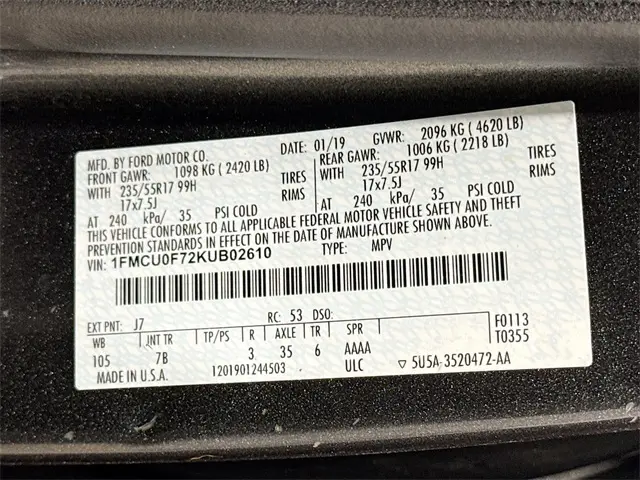 MFD. BY FORD MOTOR CO. DATE: 01/19 GVWR: 2096 KG ( 4620 LB)
FRONT GAWR: 1098 KG ( 2420 LB) REAR GAWR: 1006 KG ( 2218 LB)
WITH 235/55R17 99H TIRES WITH 235/55R17 99H TIRES
17x7.5J RIMS 17x7.5J RIMS
AT 240 kPa/ 35 PSI COLD AT 240 kPa/ 35 PSI COLD
THIS VEHICLE CONFORMS TO ALL APPLICABLE FEDERAL MOTOR VEHICLE SAFETY AND THEFT
PREVENTION STANDARDS IN EFFECT ON THE DATE OF MANUFACTURE SHOWN ABOVE.
VIN: 1FMCU0F72KUB02610 TYPE: MPV
EXT PNT: J7 RC: 53 DSO: F0113
WB INT TR TP/PS R AXLE TR SPR T0355
105 7B 3 35 6 AAAA
MADE IN U.S.A. 1201901244503 ULC ▽ 5U5A-3520472-AA